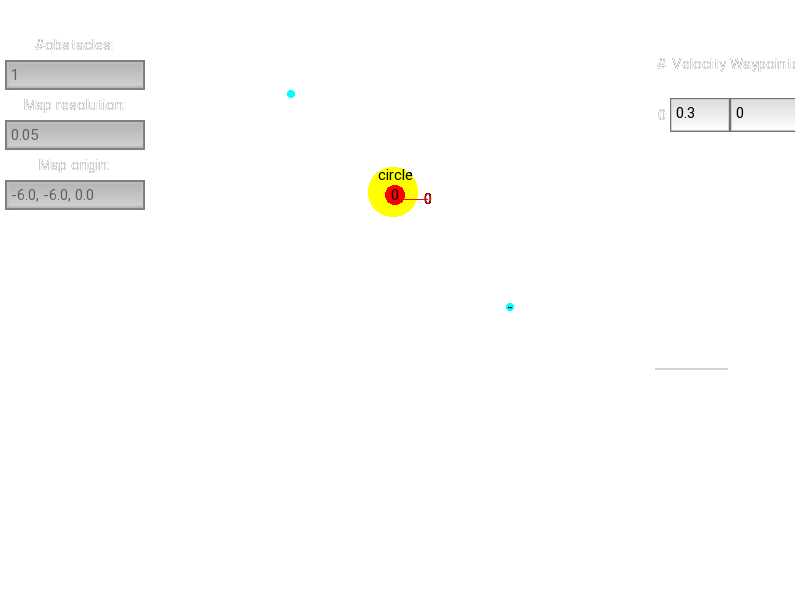 #obstacles:
1
Map resolution:
0.05
Map origin:
-6.0, -6.0, 0.0
circle
0
0
# Velocity Waypoints
0
0.3
0